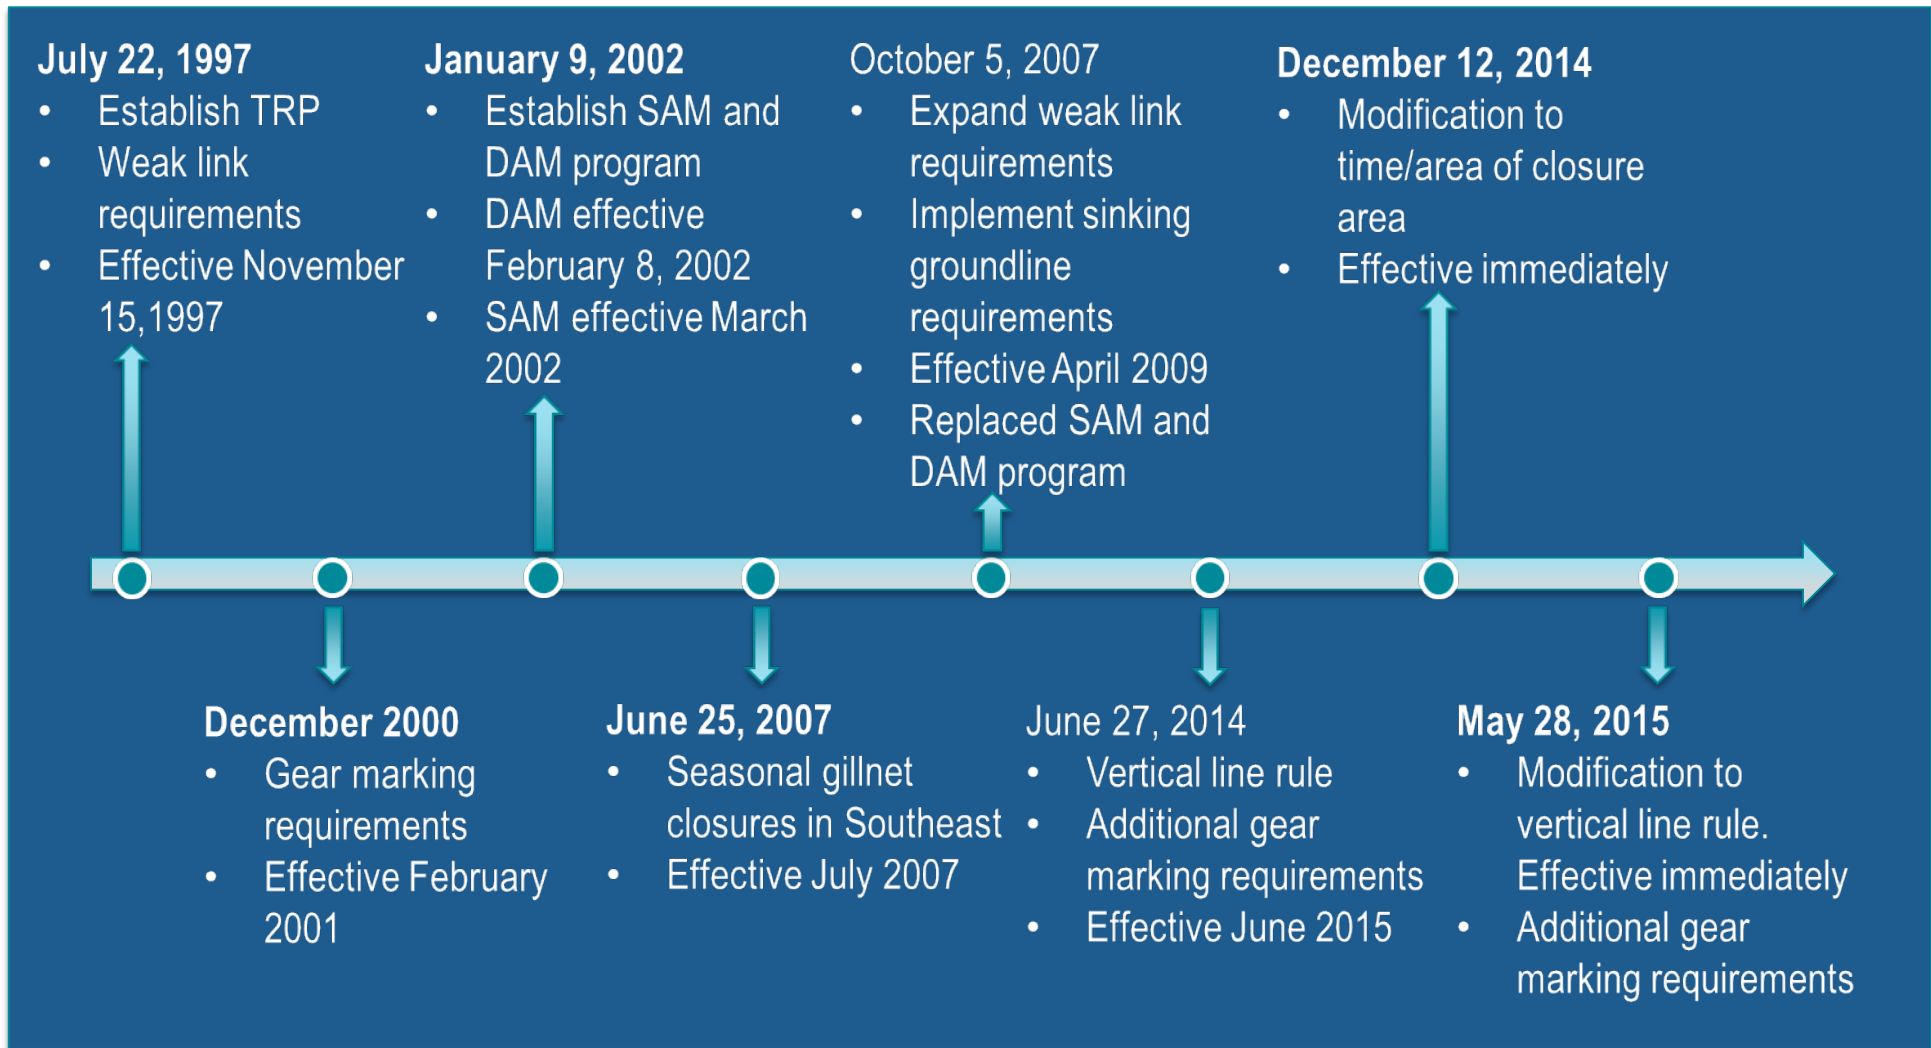 July 22, 1997
• Establish TRP
• Weak link
requirements
• Effective November
15,1997
January 9, 2002
• Establish SAM and
DAM program
• DAM effective
February 8, 2002
• SAM effective March
2002
October 5, 2007
• Expand weak link
requirements
• Implement sinking
groundline
requirements
• Effective April 2009
• Replaced SAM and
DAM program
December 12, 2014
• Modification to
time/area of closure
area
• Effective immediately
December 2000
• Gear marking
requirements
• Effective February
2001
June 25, 2007
• Seasonal gillnet
closures in Southeast
• Effective July 2007
June 27, 2014
• Vertical line rule
• Additional gear
marking requirements
• Effective June 2015
May 28, 2015
• Modification to
vertical line rule.
Effective immediately
• Additional gear
marking requirements